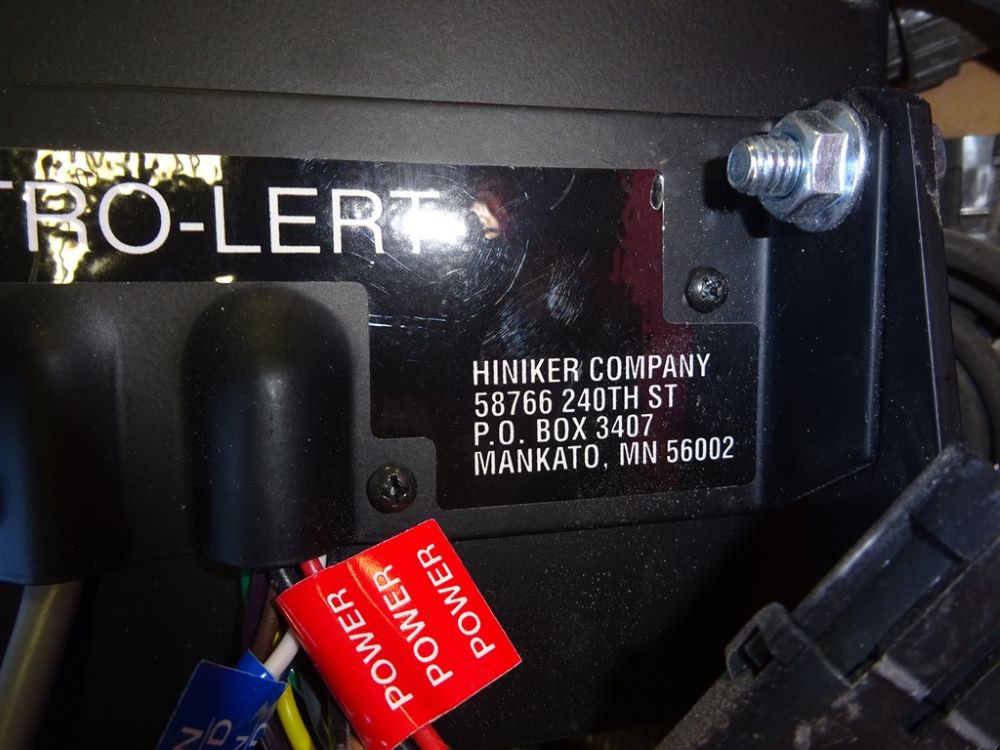 TRO-LERT
HINIKER COMPANY
58766 240TH ST
P.O. BOX 3407
MANKATO, MN 56002
POWER
POWER
POWER